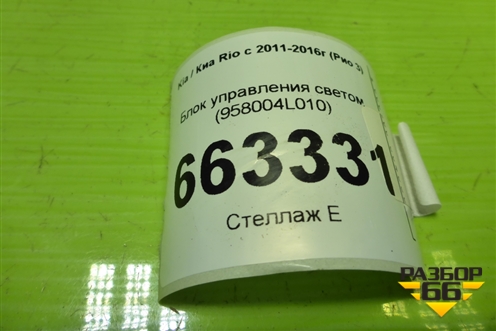 Kia / Киа Rio с 2011-2016г (Рио 3)
Блок управления светом
(958004L010)
663331
Стеллаж Е
РАЗБОР
66